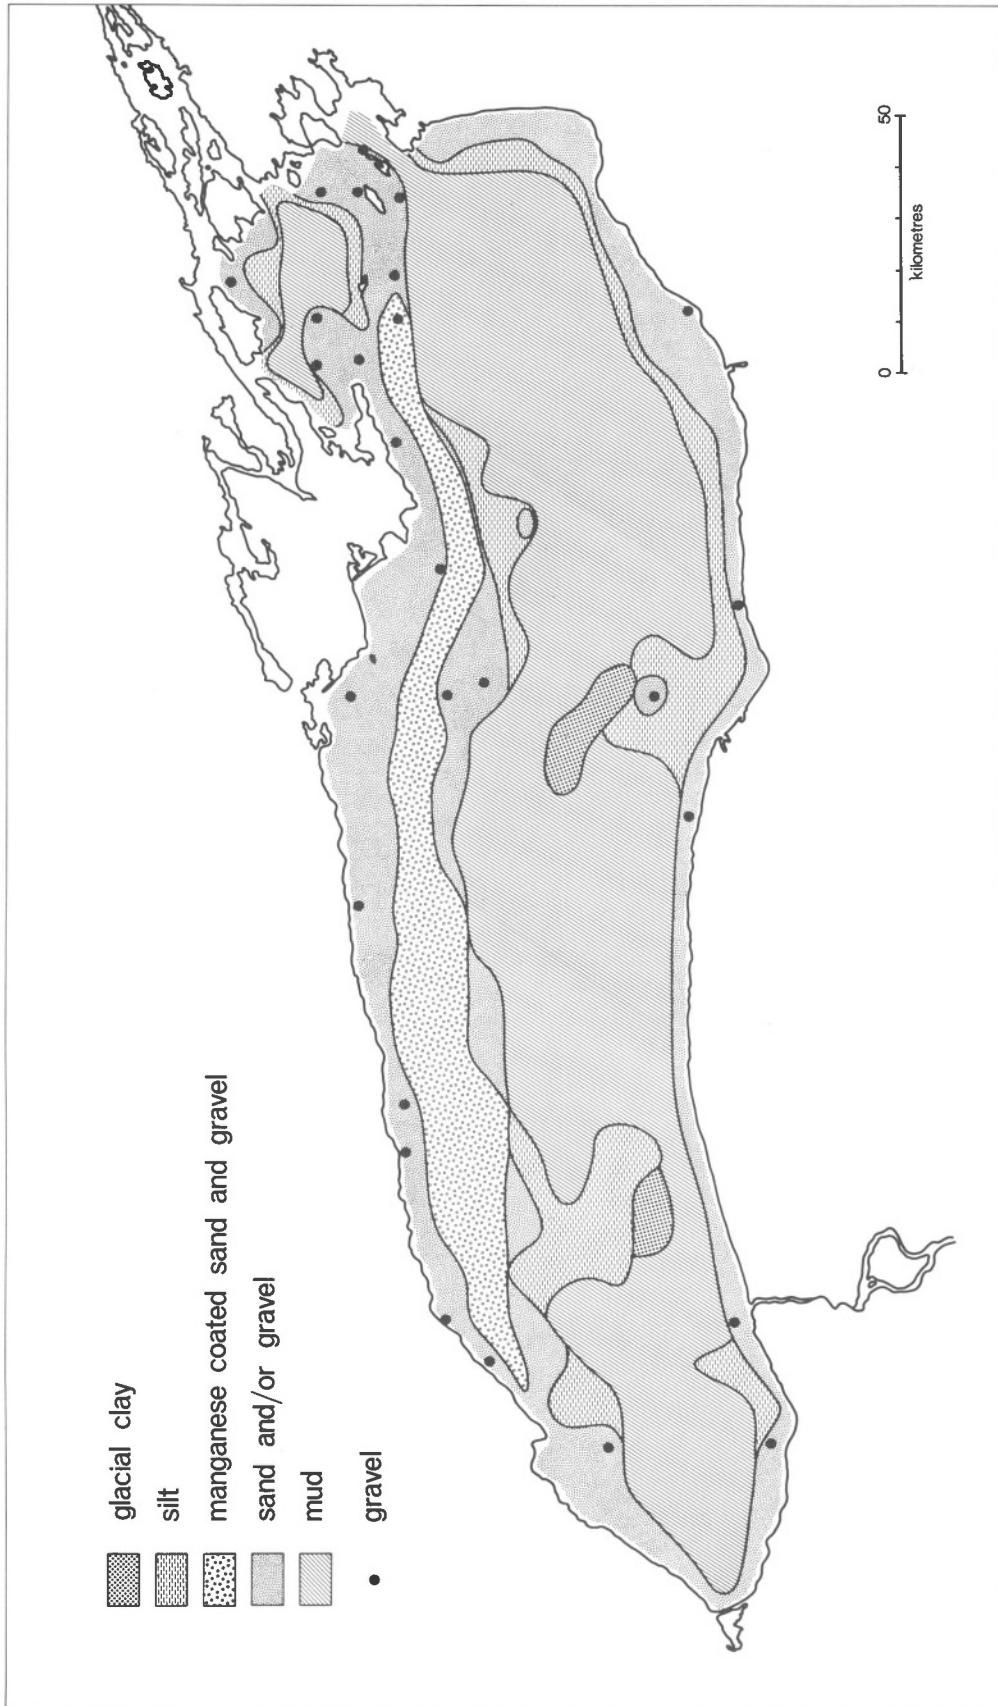 glacial clay
silt
manganese coated sand and gravel
sand and/or gravel
mud
gravel
0
50
kilometres